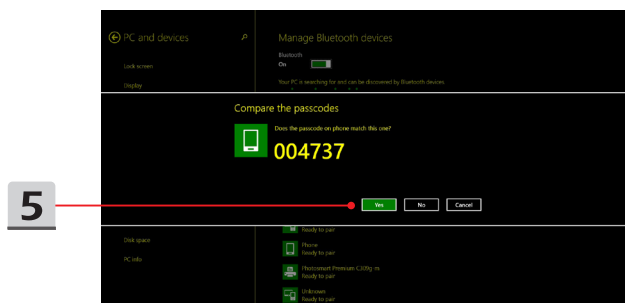 PC and devices
Lock screen
Display
Manage Bluetooth devices
Bluetooth
On
Your PC is searching for and can be discovered by Bluetooth devices.
Compare the passcodes
Does the passcode on phone match this one?
004737
5
Yes
No
Cancel
Disk space
PC info
Ready to pair
Phone
Ready to pair
Photosmart Premium C309g-m
Ready to pair
Unknown
Ready to pair